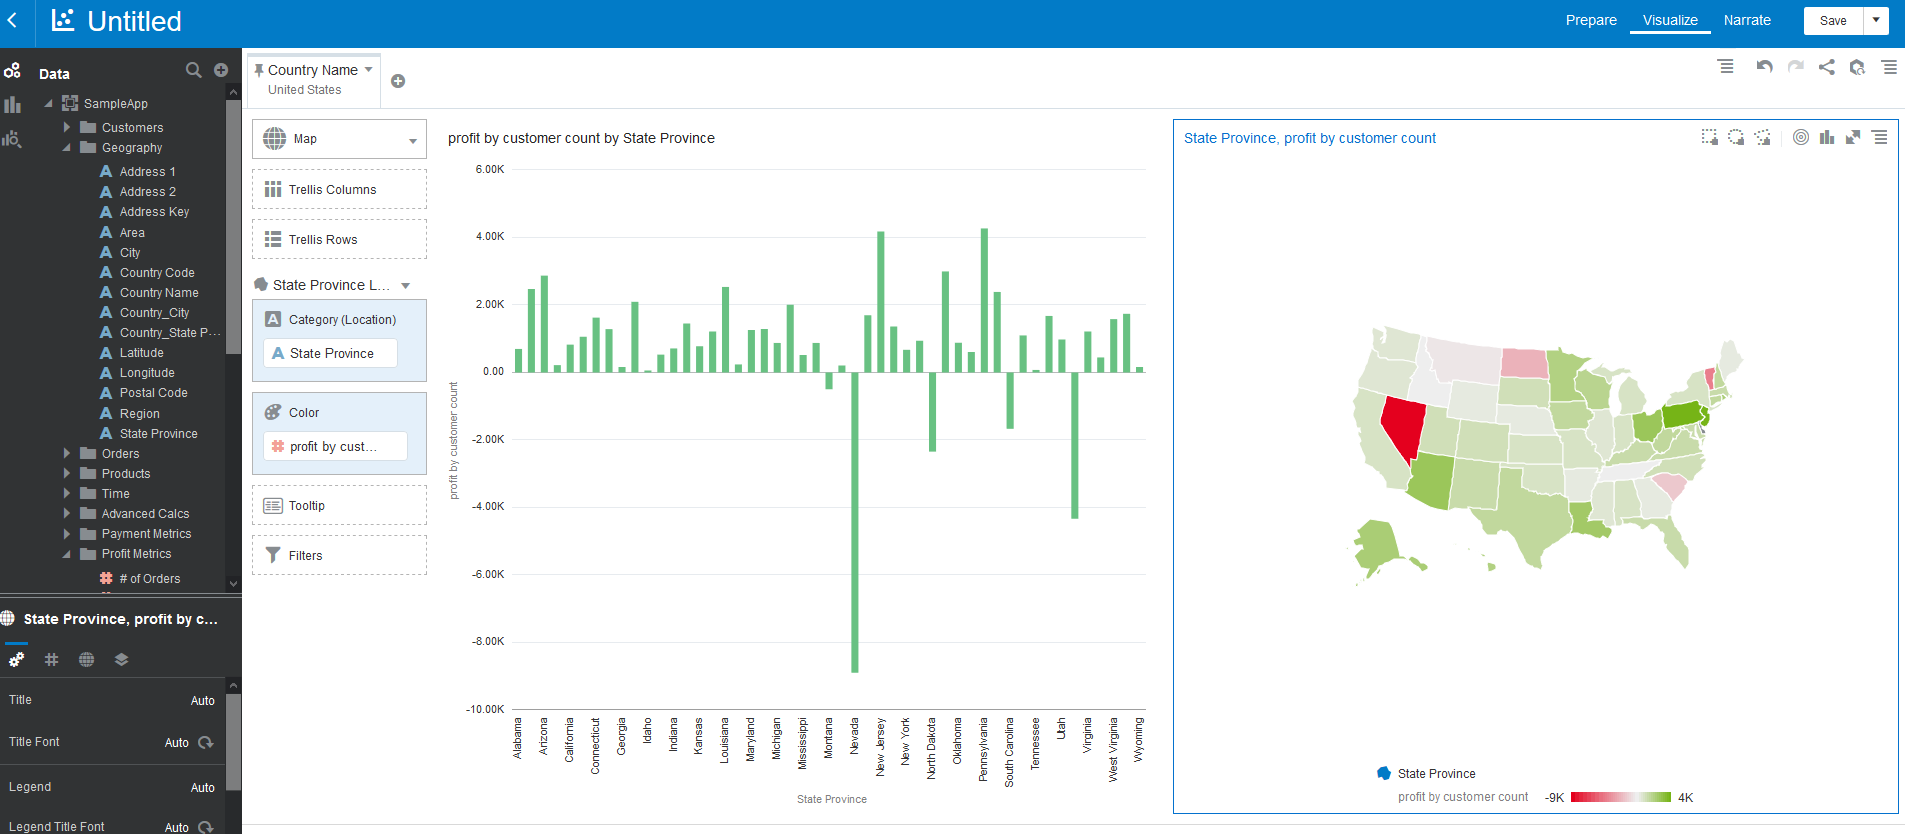 Untitled
Prepare
Visualize
Narrate
Save
Data
SampleApp
Customers
Geography
Address 1
Address 2
Address Key
Area
City
Country Code
Country Name
Country_City
Country_State P...
Latitude
Longitude
Postal Code
Region
State Province
Orders
Products
Time
Advanced Calcs
Payment Metrics
Profit Metrics
# of Orders
State Province, profit by c...
Title
Auto
Title Font
Auto
Legend
Auto
Legend Title Font
Auto
Country Name
United States
Map
Trellis Columns
Trellis Rows
State Province L...
Category (Location)
State Province
Color
profit by cust...
Tooltip
Filters
profit by customer count by State Province
profit by customer count
6.00K
4.00K
2.00K
0.00
-2.00K
-4.00K
-6.00K
-8.00K
-10.00K
Alabama
Arizona
California
Connecticut
Georgia
Idaho
Indiana
Kansas
Louisiana
Maryland
Michigan
Mississippi
Montana
Nevada
New Jersey
New York
North Dakota
Oklahoma
Pennsylvania
South Carolina
Tennessee
Utah
Virginia
West Virginia
Wyoming
State Province
State Province, profit by customer count
State Province
profit by customer count
-9K
4K